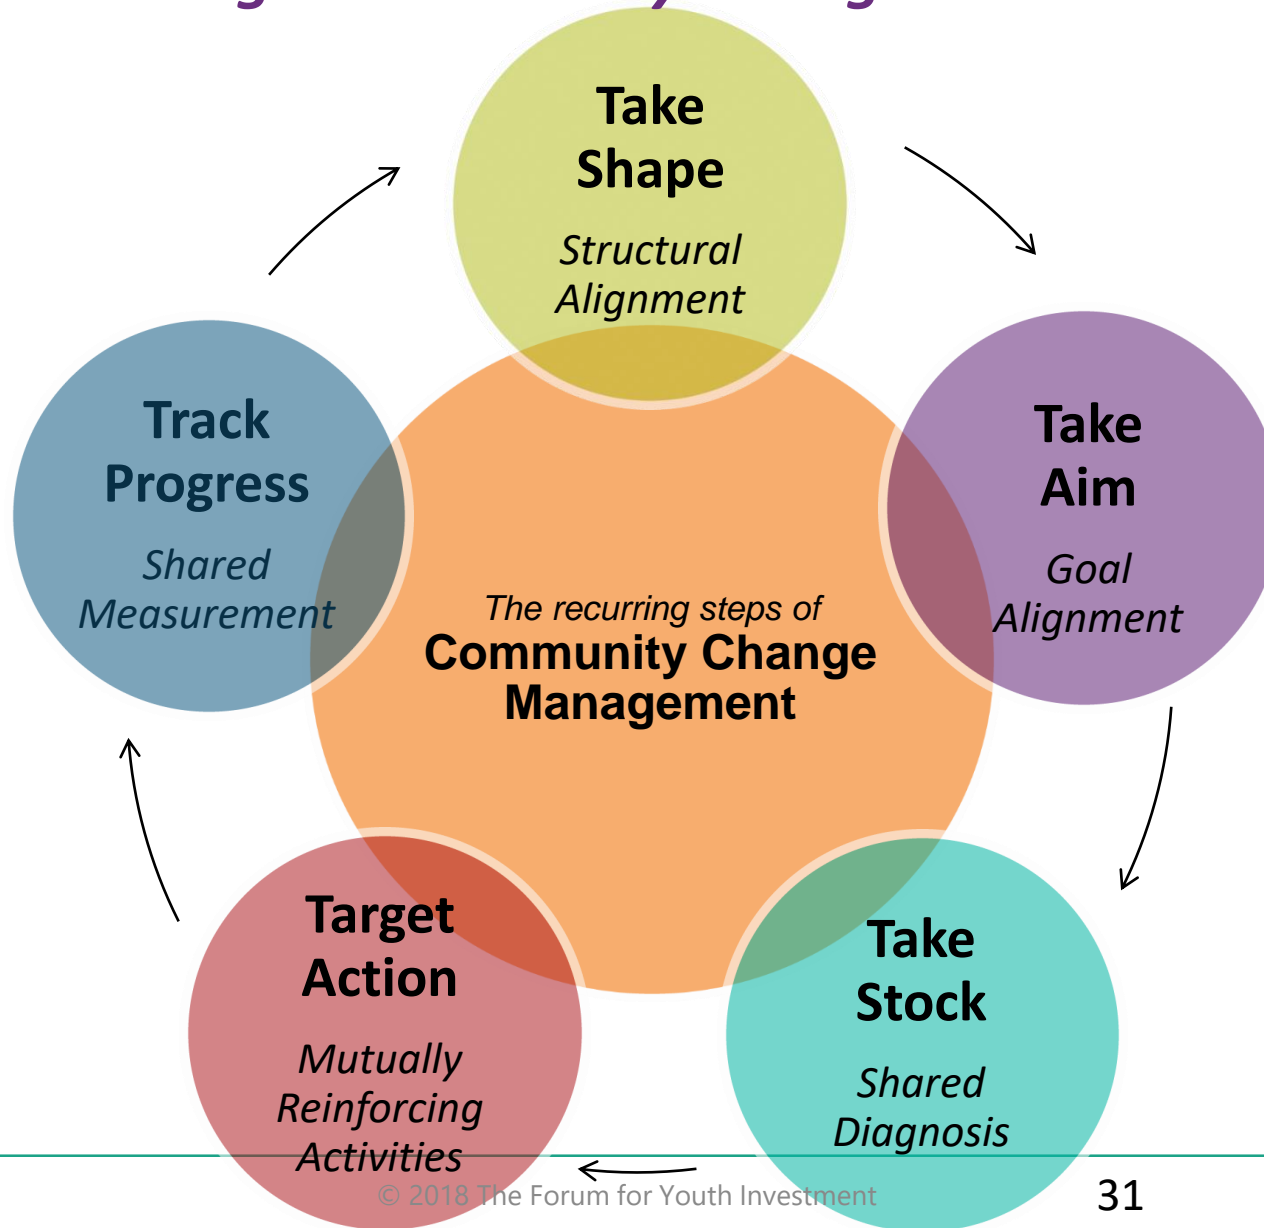 Take
Shape
Structural
Alignment
Take
Aim
Goal
Alignment
Take
Stock
Shared
Diagnosis
Target
Action
Mutually
Reinforcing
Activities
Track
Progress
Shared
Measurement
The recurring steps of
Community Change
Management
© 2018 The Forum for Youth Investment
31